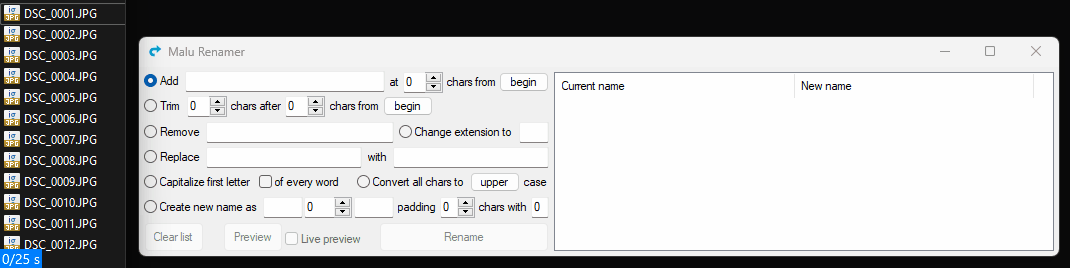 DSC_0001.JPG
DSC_0002.JPG
DSC_0003.JPG
DSC_0004.JPG
DSC_0005.JPG
DSC_0006.JPG
DSC_0007.JPG
DSC_0008.JPG
DSC_0009.JPG
DSC_0010.JPG
DSC_0011.JPG
DSC_0012.JPG
0/25 s
Malu Renamer
Add at 0 chars from begin
Trim 0 chars after 0 chars from begin
Remove Change extension to
Replace with
Capitalize first letter of every word Convert all chars to upper case
Create new name as 0 padding 0 chars with 0
Clear list Preview Live preview Rename
Current name New name